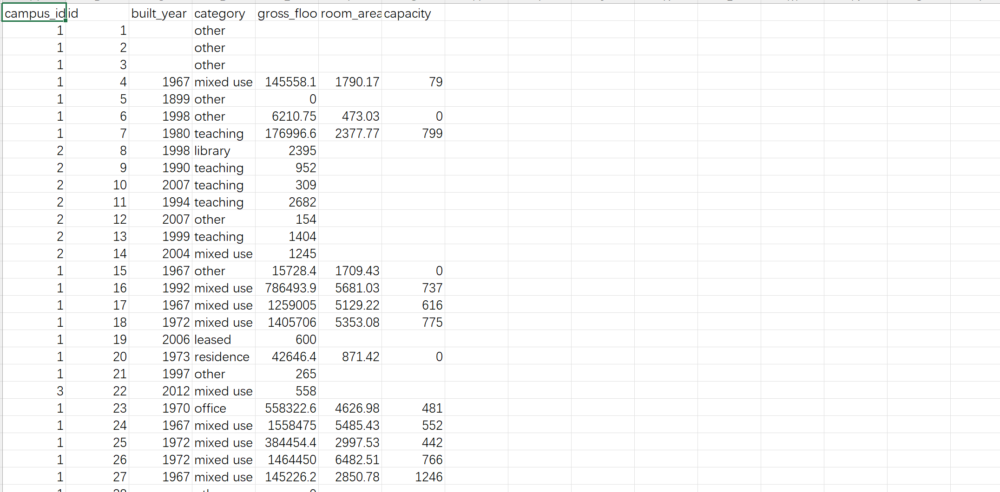 campus_id id built_year category gross_floo room_area capacity
1 1 other
1 2 other
1 3 other
1 4 1967 mixed use 145558.1 1790.17 79
1 5 1899 other 0
1 6 1998 other 6210.75 473.03 0
1 7 1980 teaching 176996.6 2377.77 799
2 8 1998 library 2395
2 9 1990 teaching 952
2 10 2007 teaching 309
2 11 1994 teaching 2682
2 12 2007 other 154
2 13 1999 teaching 1404
2 14 2004 mixed use 1245
1 15 1967 other 15728.4 1709.43 0
1 16 1992 mixed use 786493.9 5681.03 737
1 17 1967 mixed use 1259005 5129.22 616
1 18 1972 mixed use 1405706 5353.08 775
1 19 2006 leased 600
1 20 1973 residence 42646.4 871.42 0
1 21 1997 other 265
3 22 2012 mixed use 558
1 23 1970 office 558322.6 4626.98 481
1 24 1967 mixed use 1558475 5485.43 552
1 25 1972 mixed use 384454.4 2997.53 442
1 26 1972 mixed use 1464450 6482.51 766
1 27 1967 mixed use 145226.2 2850.78 1246